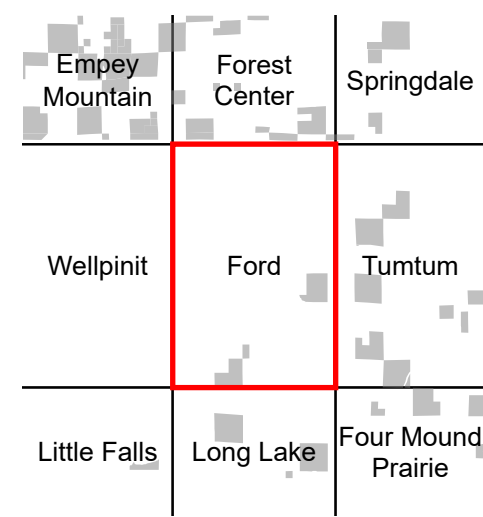 Empey
Mountain
Forest
Center
Springdale
Wellpinit
Ford
Tumtum
Little Falls
Long Lake
Four Mound
Prairie